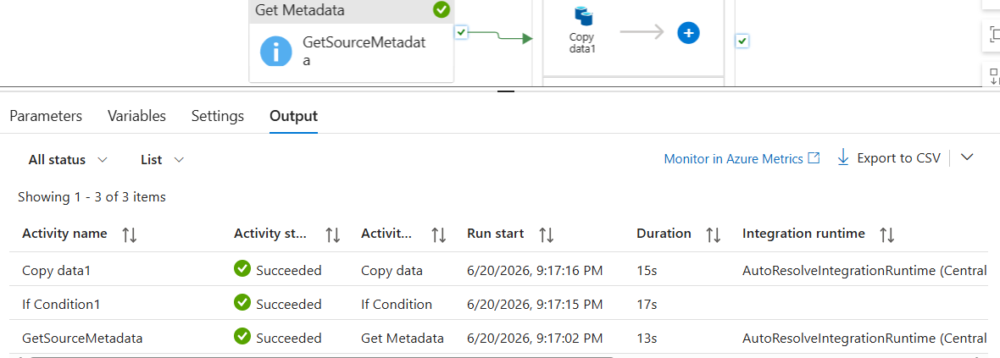 Get Metadata
GetSourceMetadat
a
Copy
data1
Parameters Variables Settings Output
All status List Monitor in Azure Metrics Export to CSV
Showing 1 - 3 of 3 items
Activity name Activity st... Activit... Run start Duration Integration runtime
Copy data1 Succeeded Copy data 6/20/2026, 9:17:16 PM 15s AutoResolveIntegrationRuntime (Central
If Condition1 Succeeded If Condition 6/20/2026, 9:17:15 PM 17s
GetSourceMetadata Succeeded Get Metadata 6/20/2026, 9:17:02 PM 13s AutoResolveIntegrationRuntime (Central